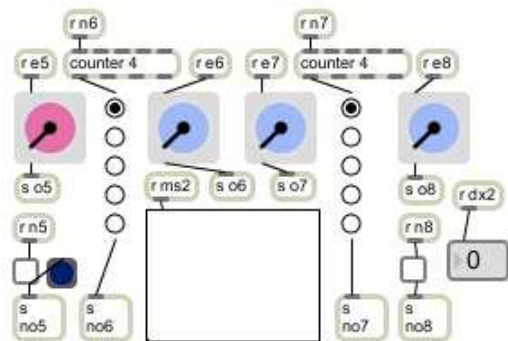 r n6
r n7
r e5
counter 4
r e6
r e7
counter 4
r e8
s o5
r ms2
s o6
s o7
s o8
r dx2
r n5
r n8
0
s
no5
s
no6
s
no7
s
no8